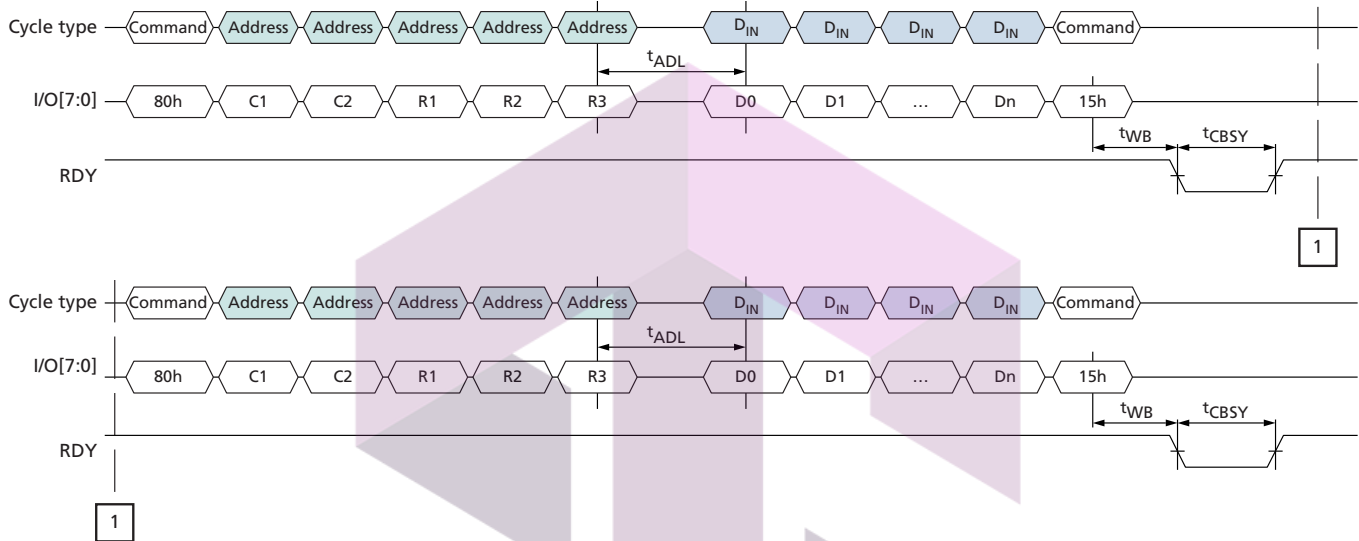 Cycle type Command Address Address Address Address Address DIN DIN DIN DIN Command
tADL
I/O[7:0] 80h C1 C2 R1 R2 R3 D0 D1 … Dn 15h
tWB tCBSY
RDY
1
Cycle type Command Address Address Address Address Address DIN DIN DIN DIN Command
tADL
I/O[7:0] 80h C1 C2 R1 R2 R3 D0 D1 … Dn 15h
tWB tCBSY
RDY
1